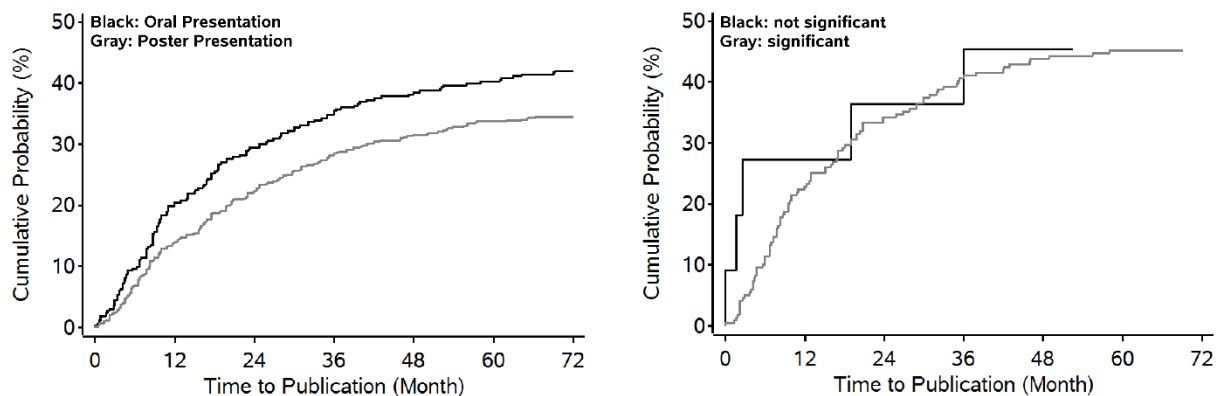 Black: Oral Presentation
Gray: Poster Presentation
Cumulative Probability (%)
50
40
30
20
10
0
0 12 24 36 48 60 72
Time to Publication (Month)
Black: not significant
Gray: significant
Cumulative Probability (%)
50
40
30
20
10
0
0 12 24 36 48 60 72
Time to Publication (Month)